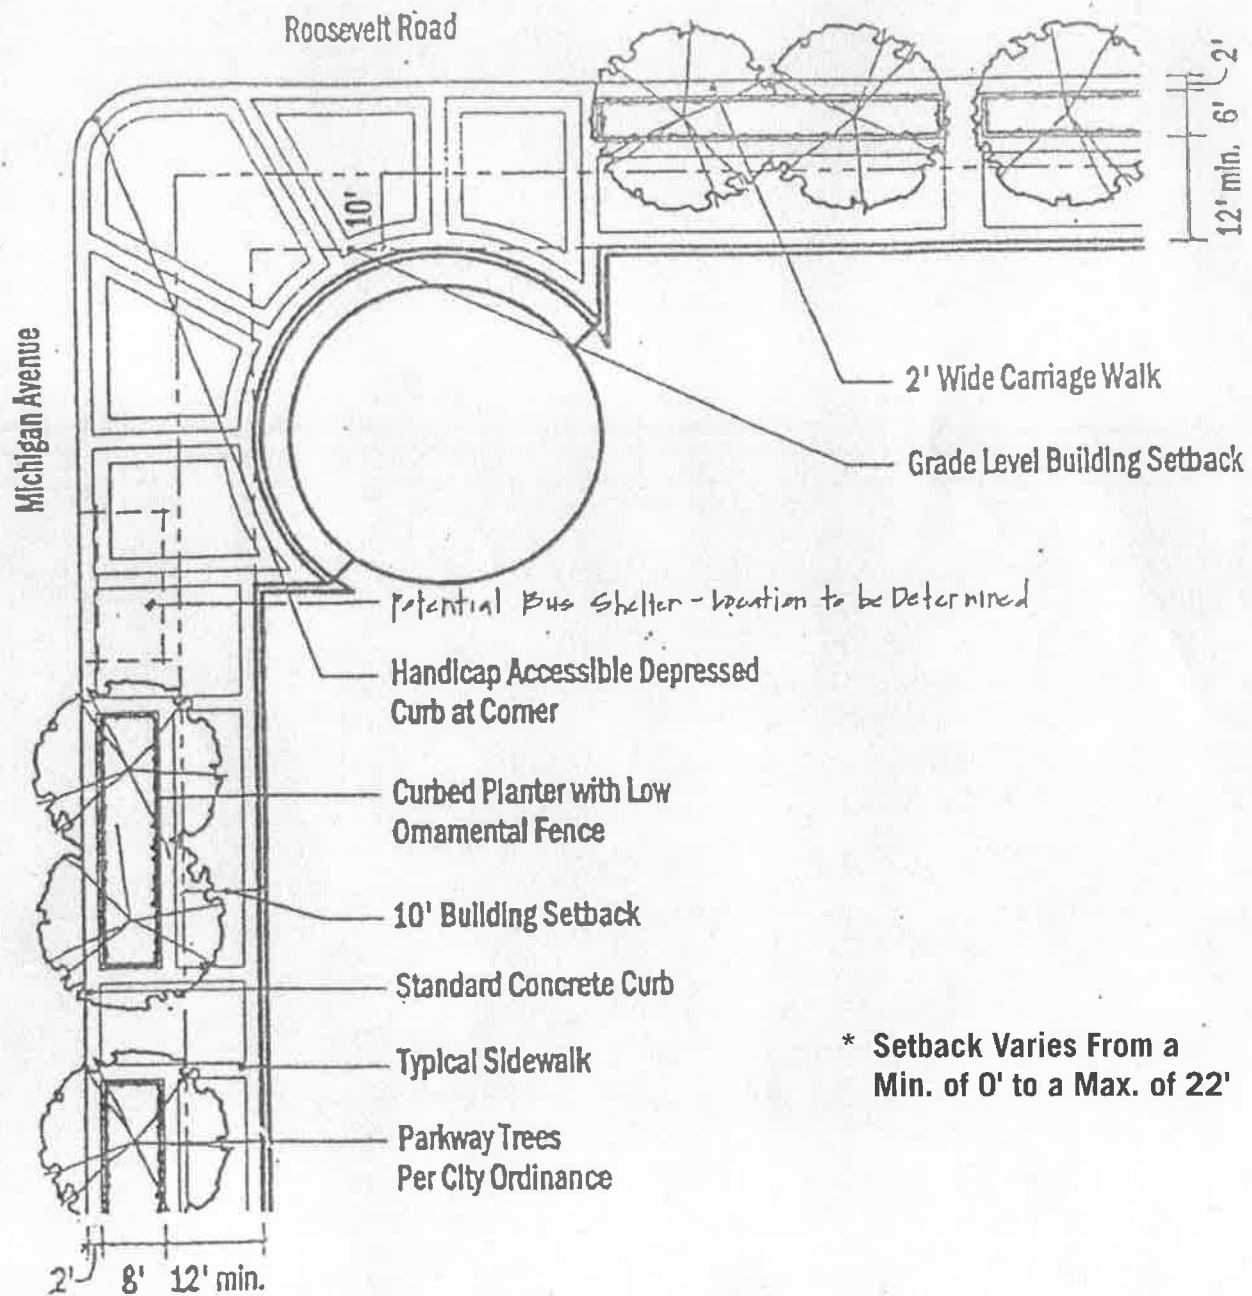 Roosevelt Road
2'
6'
12' min.
10'
Michigan Avenue
2' Wide Carriage Walk
Grade Level Building Setback
Potential Bus Shelter - Location to be Determined
Handicap Accessible Depressed
Curb at Corner
Curbed Planter with Low
Ornamental Fence
10' Building Setback
Standard Concrete Curb
Typical Sidewalk
* Setback Varies From a
Min. of 0' to a Max. of 22'
Parkway Trees
Per City Ordinance
2' 8' 12' min.